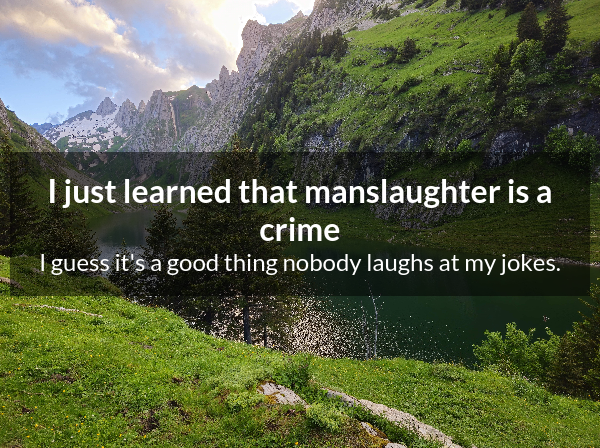 I just learned that manslaughter is a
crime
I guess it's a good thing nobody laughs at my jokes.